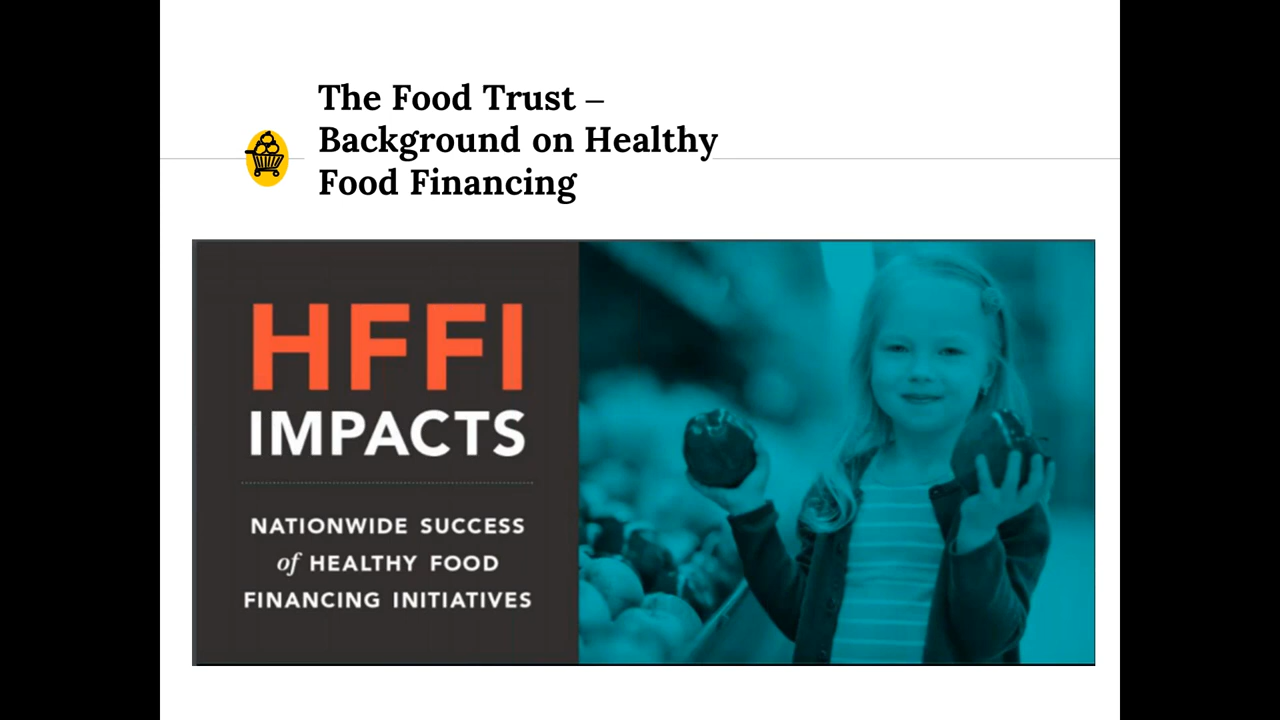 The Food Trust –
Background on Healthy
Food Financing
HFFI
IMPACTS
NATIONWIDE SUCCESS
of HEALTHY FOOD
FINANCING INITIATIVES